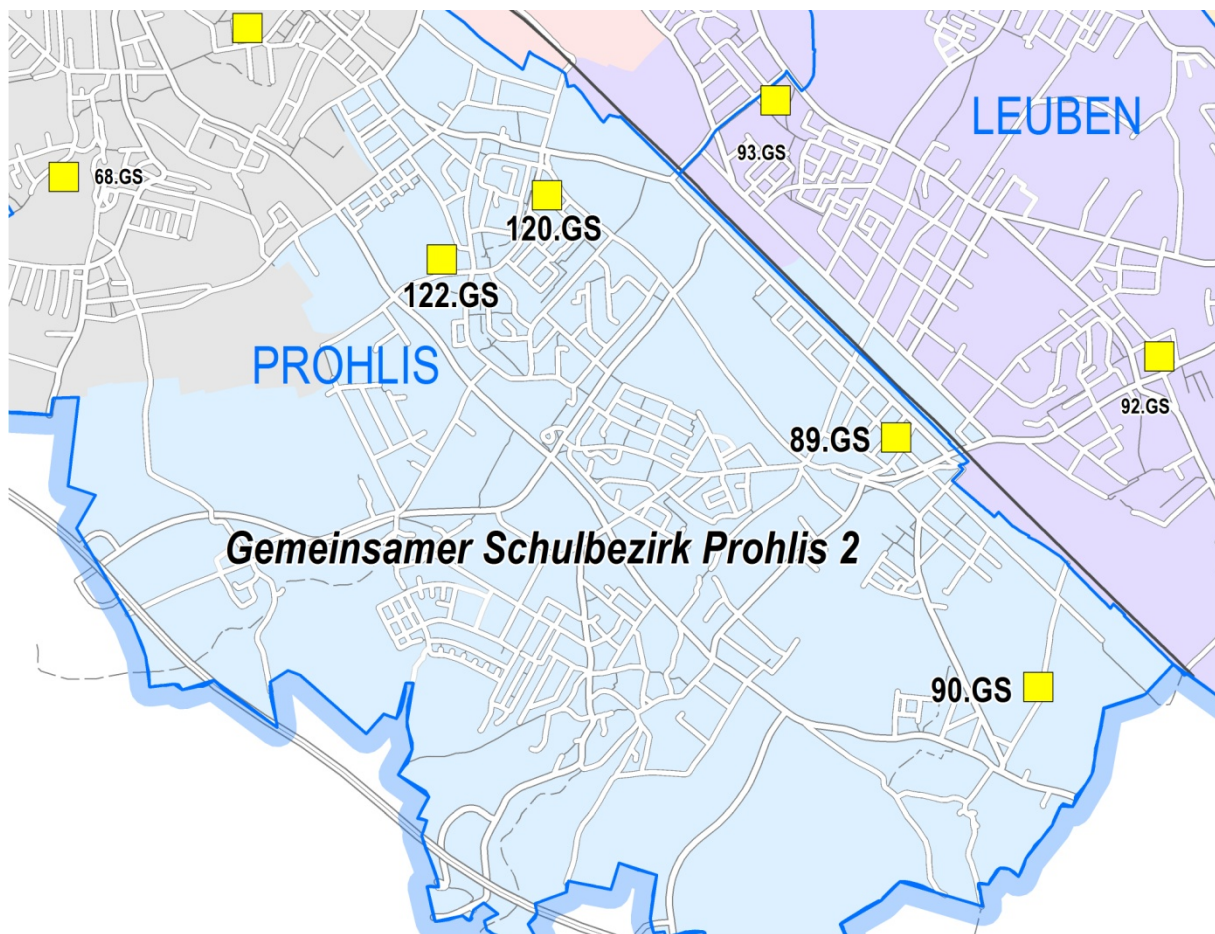 LEUBEN
93.GS
68.GS
120.GS
122.GS
PROHLIS
92.GS
89.GS
Gemeinsamer Schulbezirk Prohlis 2
90.GS